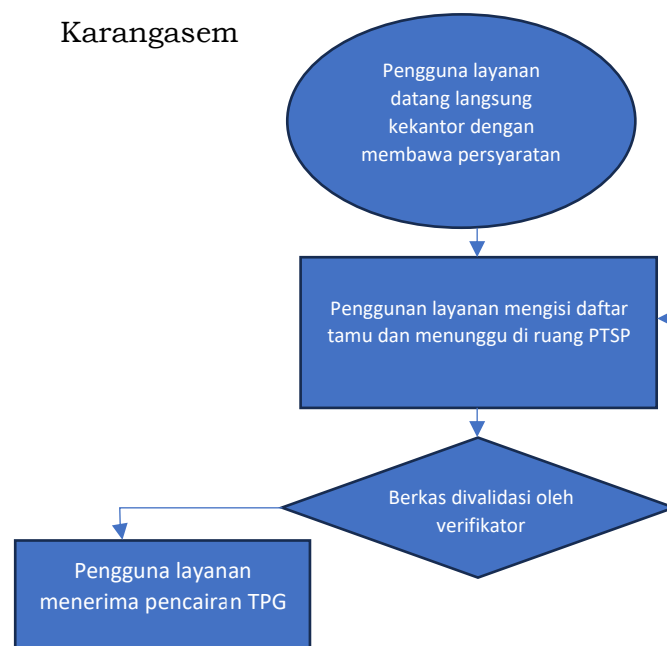 Karangasem
Pengguna layanan
datang langsung
kekantor dengan
membawa persyaratan
Penggunan layanan mengisi daftar
tamu dan menunggu di ruang PTSP
Berkas divalidasi oleh
verifikator
Pengguna layanan
menerima pencairan TPG